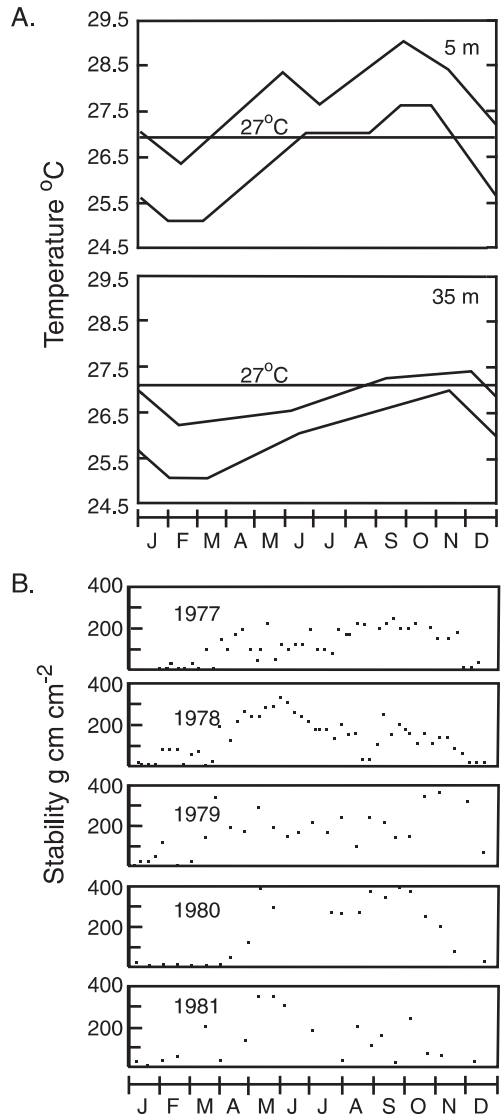 A.
Temperature °C
29.5
5 m
28.5
27.5
27°C
26.5
25.5
24.5
29.5
35 m
28.5
27.5
27°C
26.5
25.5
24.5
J F M A M J J A S O N D
B.
Stability g cm cm-2
400
1977
200
400
1978
200
400
1979
200
400
1980
200
400
1981
200
J F M A M J J A S O N D